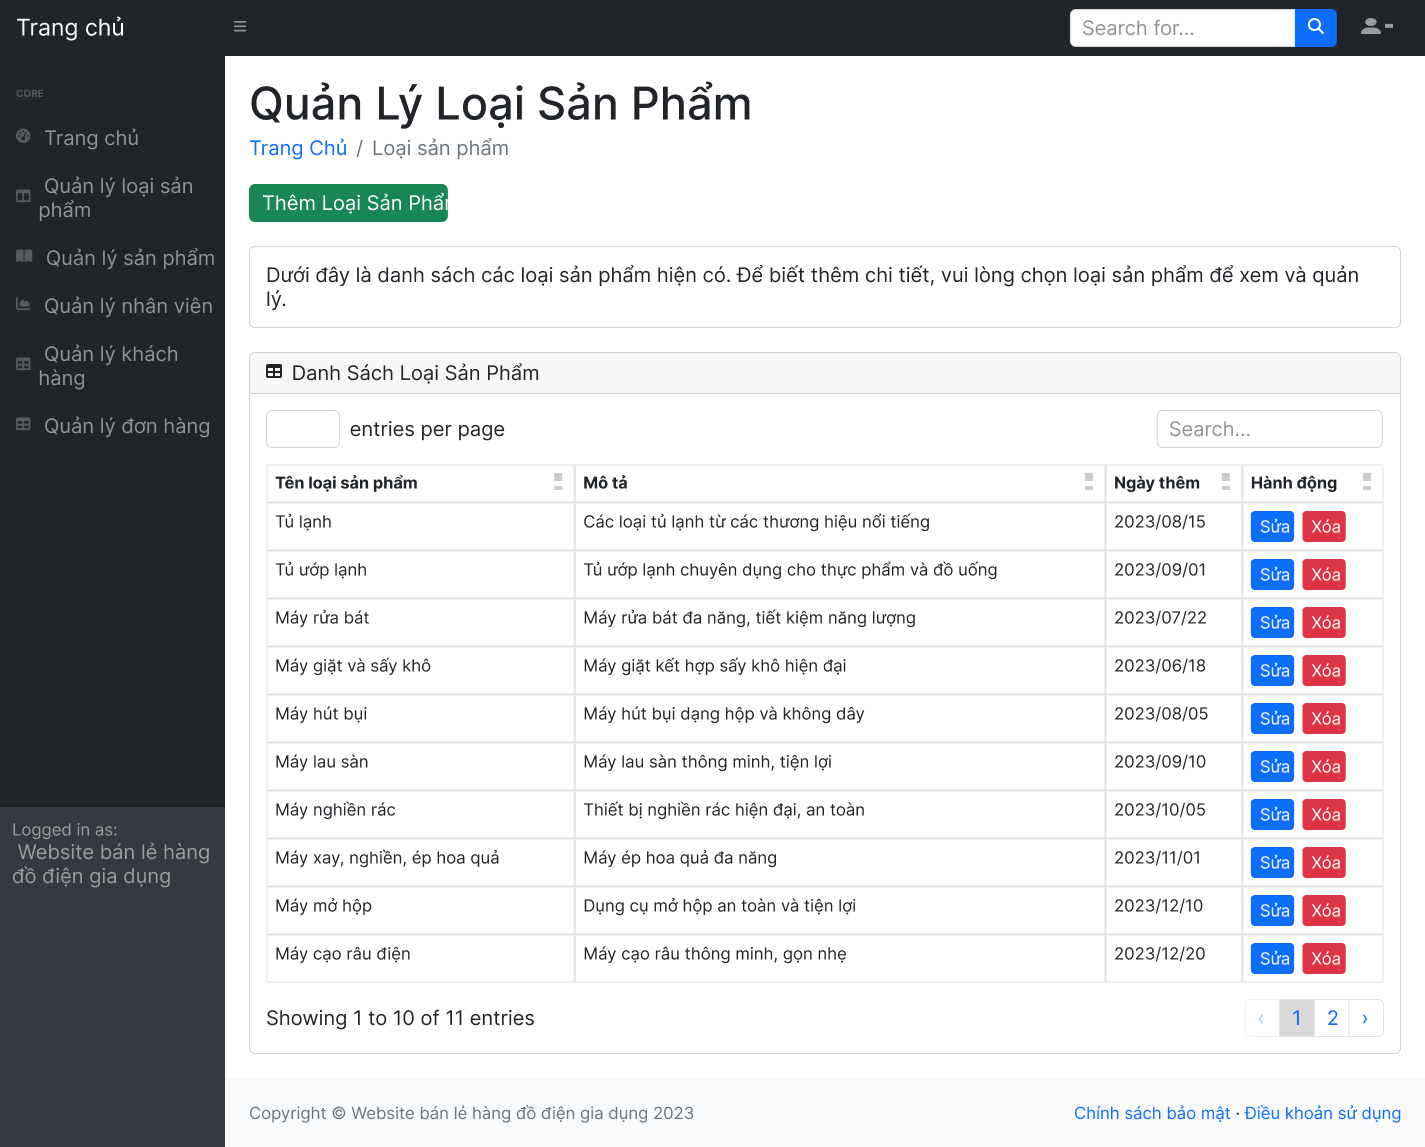 Trang chủ
Search for...
CORE
Trang chủ
Quản lý loại sản
phẩm
Quản lý sản phẩm
Quản lý nhân viên
Quản lý khách
hàng
Quản lý đơn hàng
Logged in as:
Website bán lẻ hàng
đồ điện gia dụng
Quản Lý Loại Sản Phẩm
Trang Chủ / Loại sản phẩm
Thêm Loại Sản Phẩm
Dưới đây là danh sách các loại sản phẩm hiện có. Để biết thêm chi tiết, vui lòng chọn loại sản phẩm để xem và quản
lý.
Danh Sách Loại Sản Phẩm
entries per page
Search...
Tên loại sản phẩm Mô tả Ngày thêm Hành động
Tủ lạnh Các loại tủ lạnh từ các thương hiệu nổi tiếng 2023/08/15 Sửa Xóa
Tủ ướp lạnh Tủ ướp lạnh chuyên dụng cho thực phẩm và đồ uống 2023/09/01 Sửa Xóa
Máy rửa bát Máy rửa bát đa năng, tiết kiệm năng lượng 2023/07/22 Sửa Xóa
Máy giặt và sấy khô Máy giặt kết hợp sấy khô hiện đại 2023/06/18 Sửa Xóa
Máy hút bụi Máy hút bụi dạng hộp và không dây 2023/08/05 Sửa Xóa
Máy lau sàn Máy lau sàn thông minh, tiện lợi 2023/09/10 Sửa Xóa
Máy nghiền rác Thiết bị nghiền rác hiện đại, an toàn 2023/10/05 Sửa Xóa
Máy xay, nghiền, ép hoa quả Máy ép hoa quả đa năng 2023/11/01 Sửa Xóa
Máy mở hộp Dụng cụ mở hộp an toàn và tiện lợi 2023/12/10 Sửa Xóa
Máy cạo râu điện Máy cạo râu thông minh, gọn nhẹ 2023/12/20 Sửa Xóa
Showing 1 to 10 of 11 entries
‹ 1 2 ›
Copyright © Website bán lẻ hàng đồ điện gia dụng 2023
Chính sách bảo mật · Điều khoản sử dụng